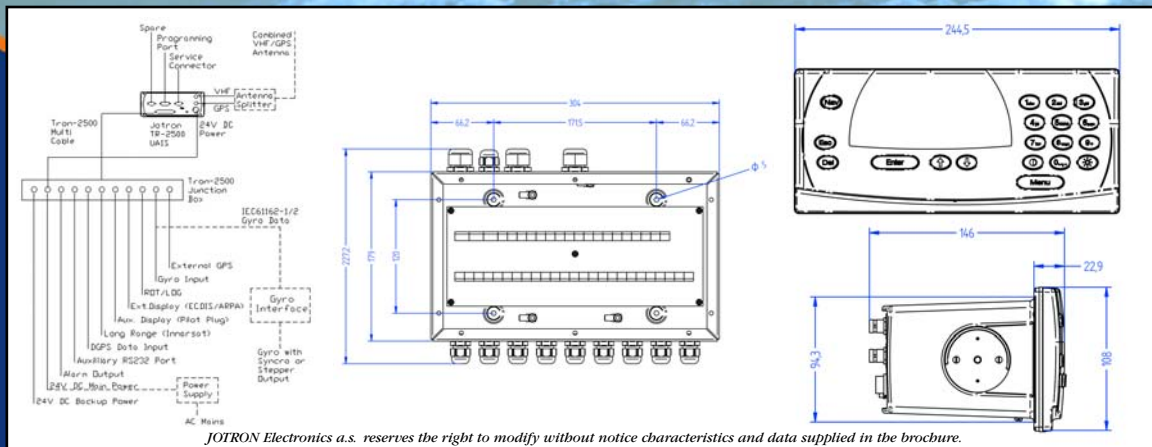 Spare
Programing
Port
Service
Connector
Combined
VHF/GPS
Antenna
VHF
GPS
Antenna
Splitter
Tron-2500
Multi
Cable
Jotron
TR-2500
UAIS
24V DC
Power
Tron-2500
Junction
Box
IEC61162-1/2
Gyro Data
External GPS
Gyro Input
ROT/LOG
Ext.Display (ECDIS/ARPA)
Aux. Display (Pilot Plug)
Long Range (Inmarsat)
DGPS Data Input
Auxillary RS232 Port
Alarm Output
24V DC Main Power
24V DC Backup Power
Gyro
Interface
Gyro with
Syncro or
Stepper
Output
Power
Supply
AC Mains
304
66,2
171,5
66,2
Φ 5
227,2
179
120
244,5
Nav
Esc
Del
Enter
Menu
146
22,9
94,3
108
JOTRON Electronics a.s. reserves the right to modify without notice characteristics and data supplied in the brochure.